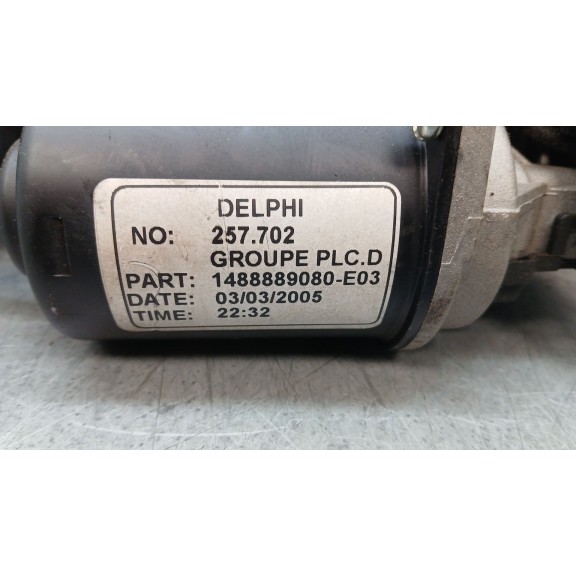 DELPHI
NO: 257.702
GROUPE PLC.D
PART: 1488889080-E03
DATE: 03/03/2005
TIME: 22:32